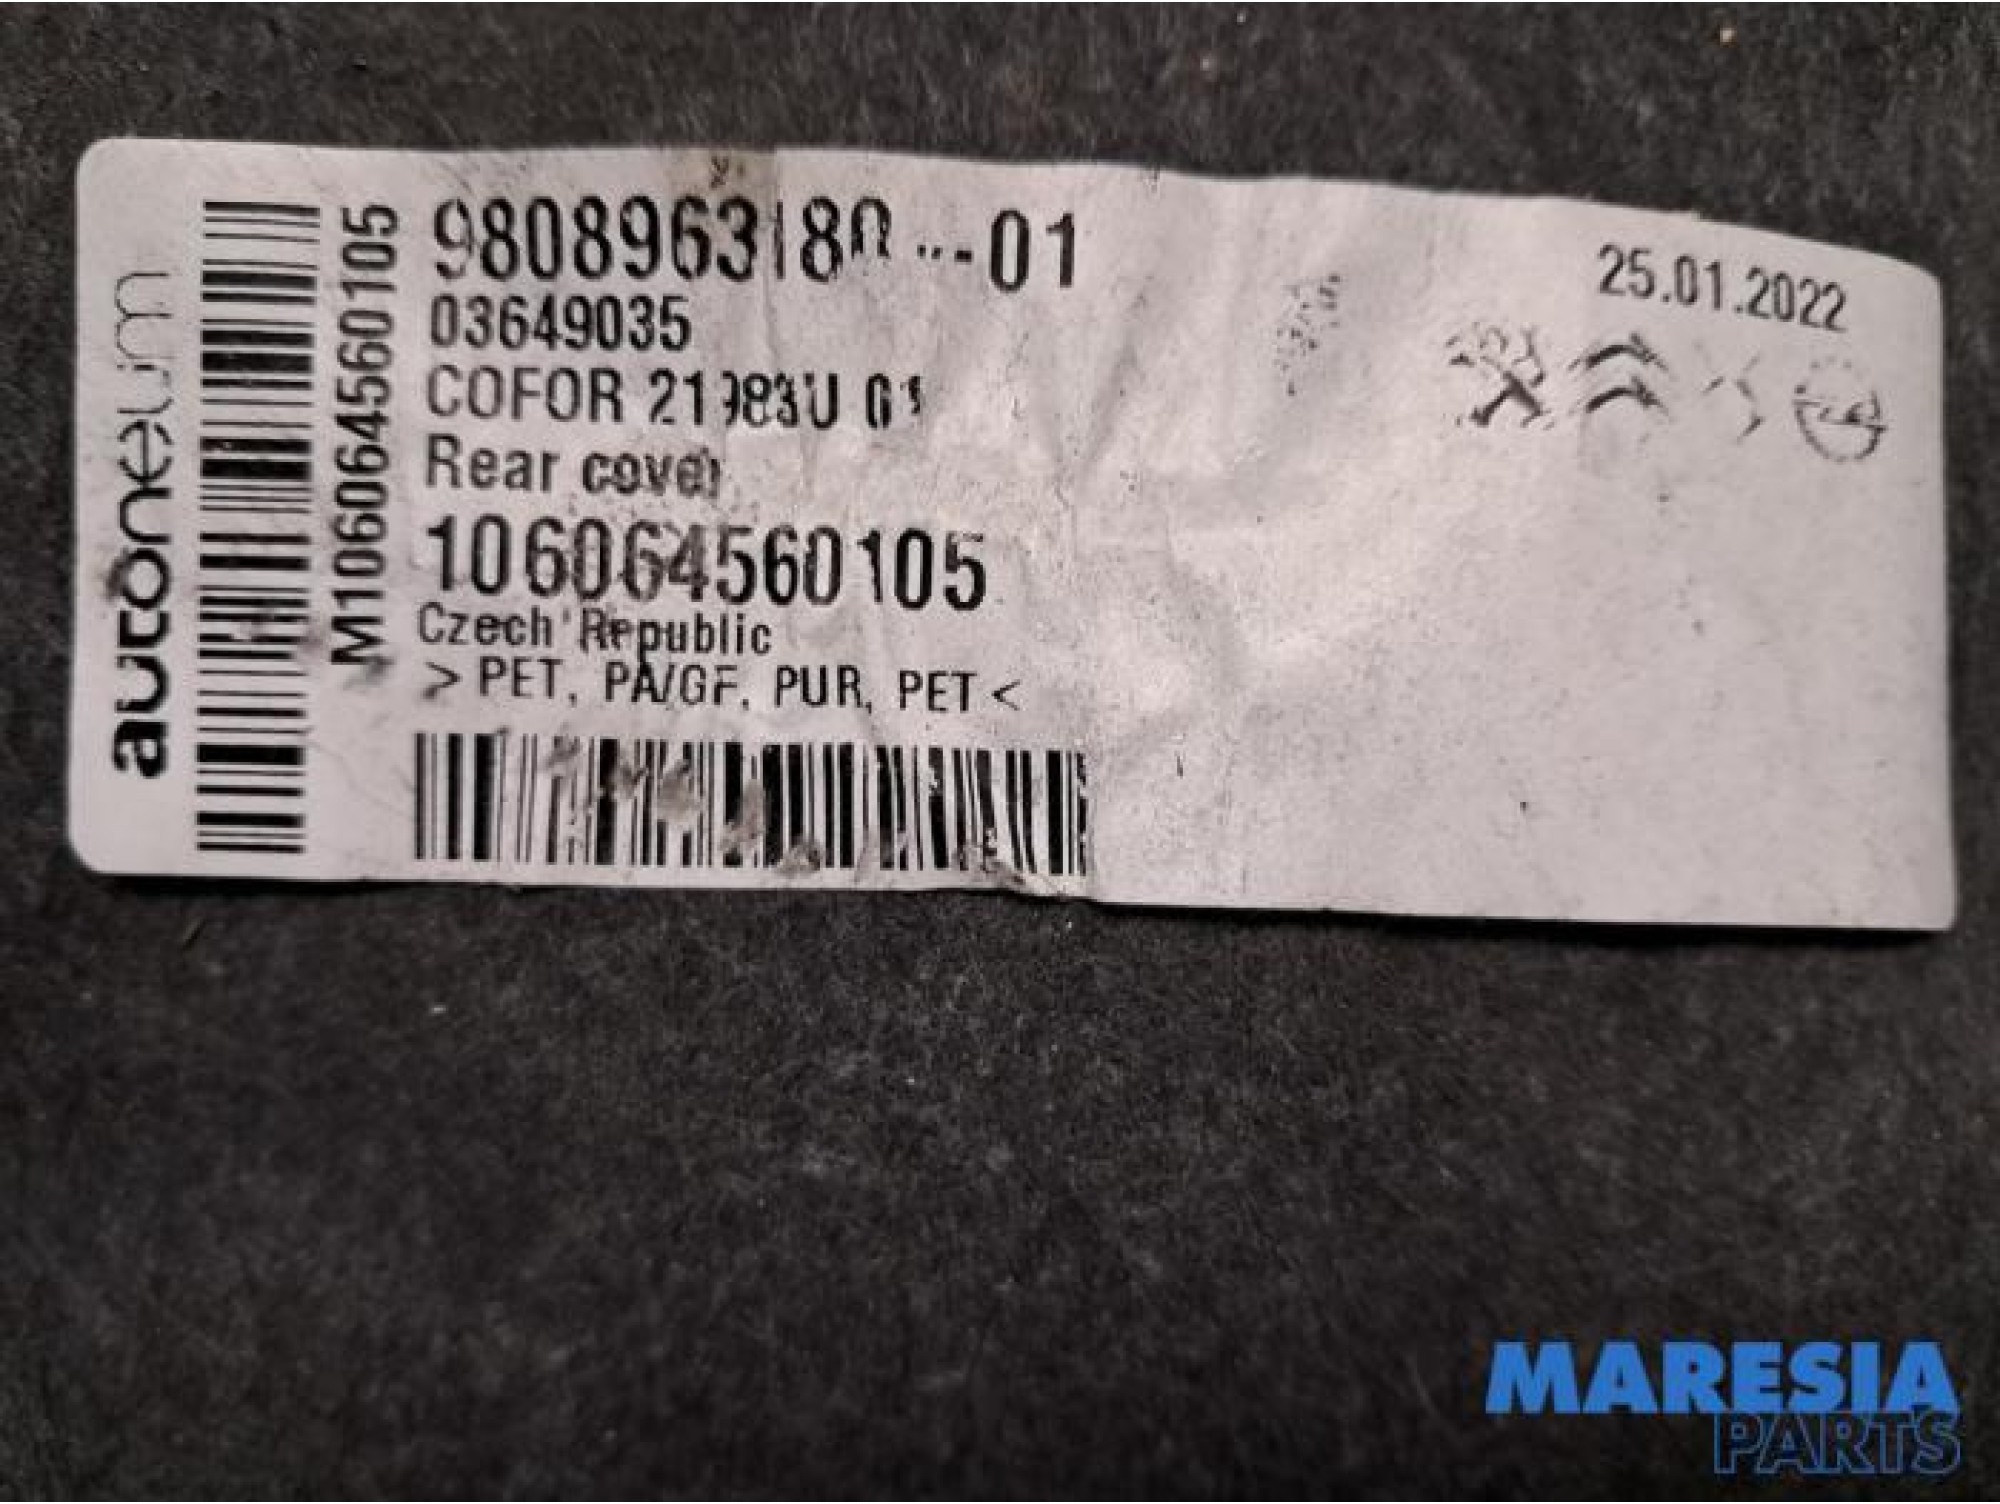 autoneum
M106064560105
9808963180 --01
03649035
COFOR
Rear cover
106064560105
Czech Republic
> PET, PA/GF, PUR, PET <
25.01.2022
MARESIA
PARTS